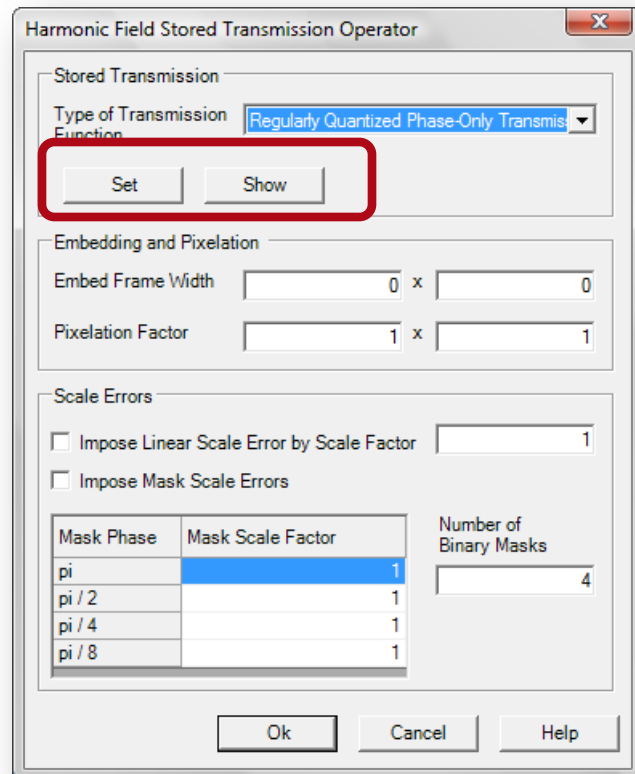 Harmonic Field Stored Transmission Operator
Stored Transmission
Type of Transmission
Function
Regularly Quantized Phase-Only Transmis
Set Show
Embedding and Pixelation
Embed Frame Width 0 x 0
Pixelation Factor 1 x 1
Scale Errors
Impose Linear Scale Error by Scale Factor 1
Impose Mask Scale Errors
Number of
Binary Masks
4
Mask Phase Mask Scale Factor
pi 1
pi / 2 1
pi / 4 1
pi / 8 1
Ok Cancel Help